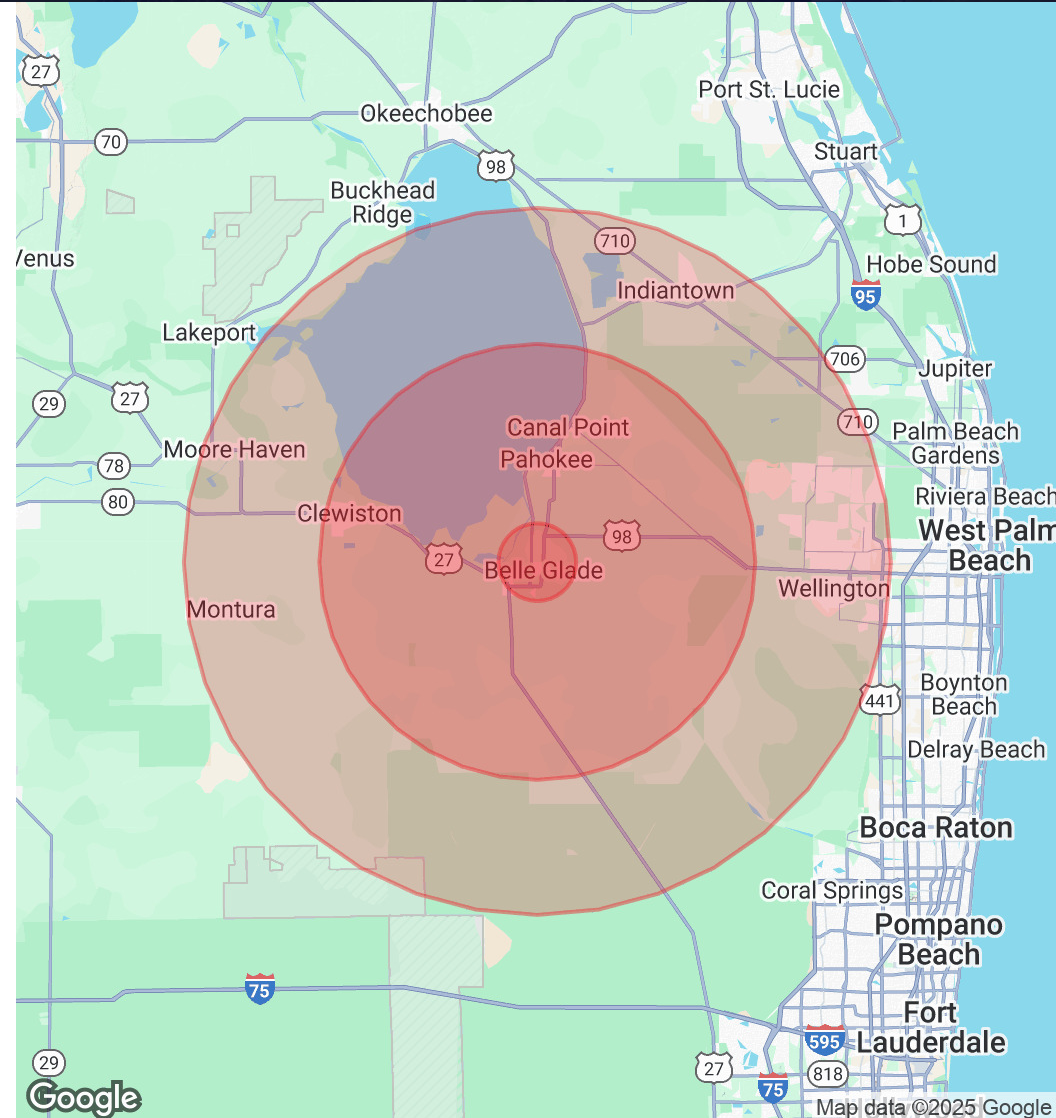 27
Port St. Lucie
Okeechobee
70
98
Stuart
Buckhead
Ridge
1
710
Venus
Hobe Sound
Indiantown
95
Lakeport
706
Jupiter
27
29
710
Canal Point
Palm Beach
Gardens
Moore Haven
Pahokee
78
80
Riviera Beach
Clewiston
West Palm
Beach
98
27
Belle Glade
Wellington
Montura
Boynton
Beach
441
Delray Beach
Boca Raton
Coral Springs
Pompano
Beach
75
Fort
Lauderdale
595
29
27
818
75
Google
Map data ©2025 Google